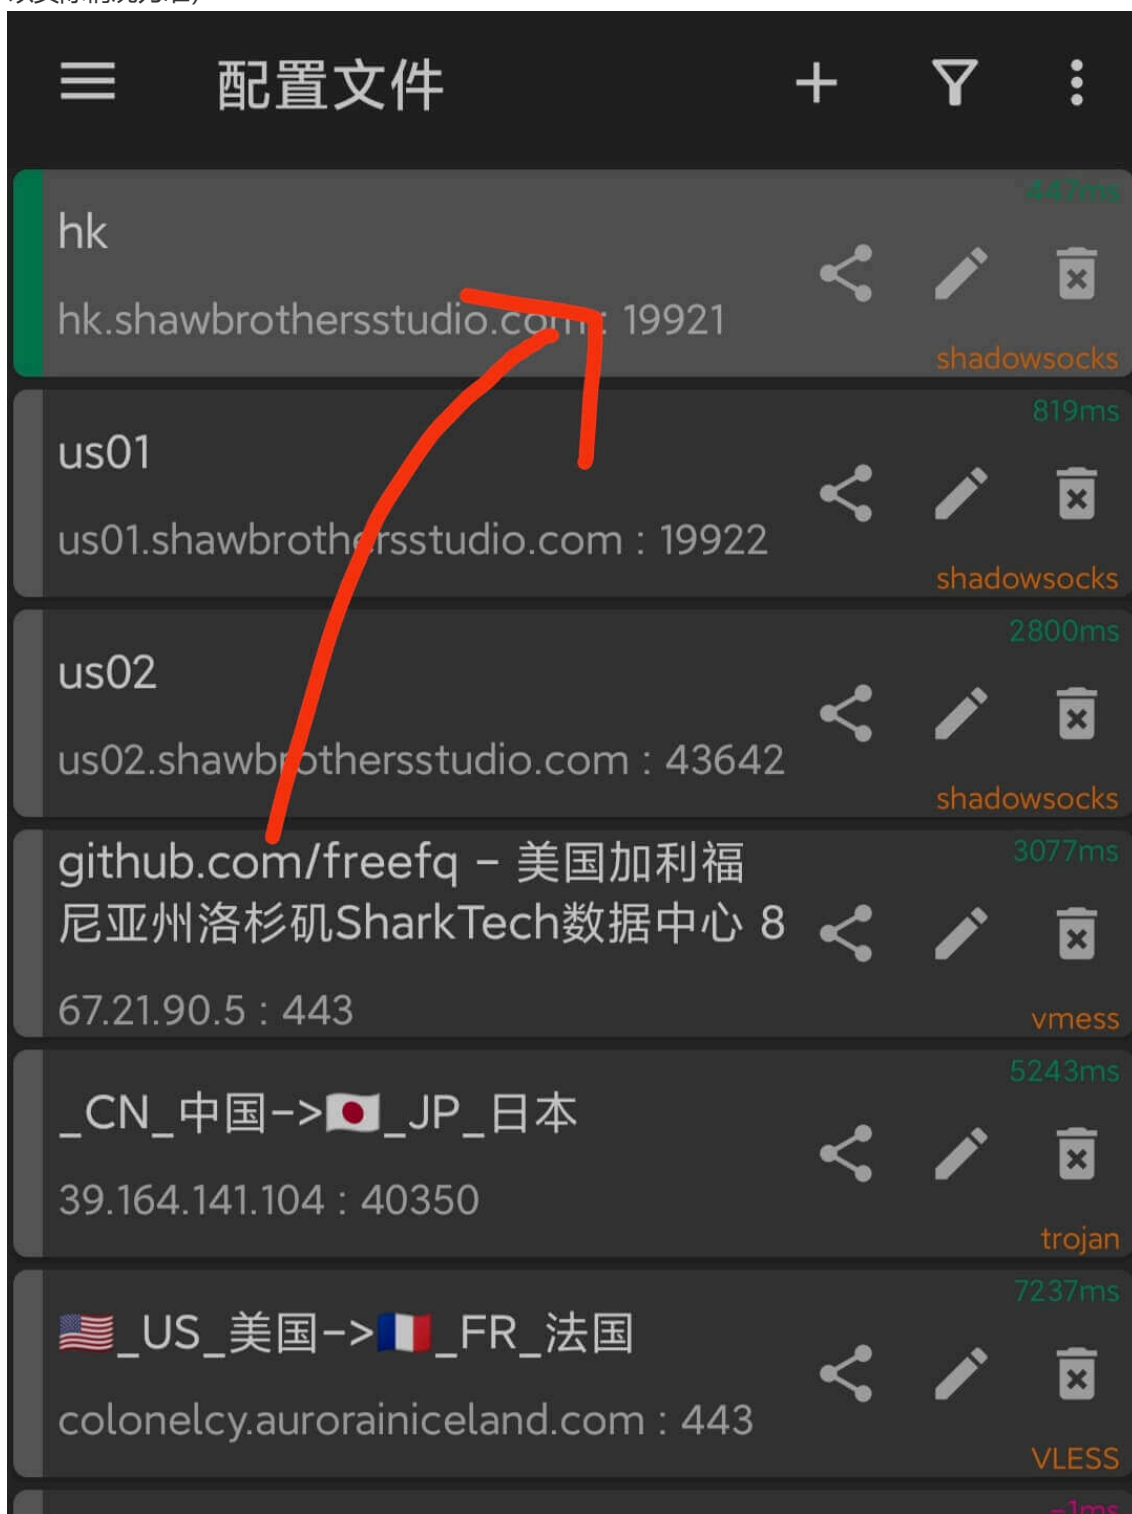 配置文件
447ms
hk
hk.shawbrothersstudio.com : 19921
shadowsocks
819ms
us01
us01.shawbrothersstudio.com : 19922
shadowsocks
2800ms
us02
us02.shawbrothersstudio.com : 43642
shadowsocks
3077ms
github.com/freefq – 美国加利福
尼亚州洛杉矶SharkTech数据中心 8
67.21.90.5 : 443
vmess
5243ms
_CN_中国->🇯🇵_JP_日本
39.164.141.104 : 40350
trojan
7237ms
🇺🇸_US_美国->🇫🇷_FR_法国
colonelcy.aurorainiceland.com : 443
VLESS
-1ms